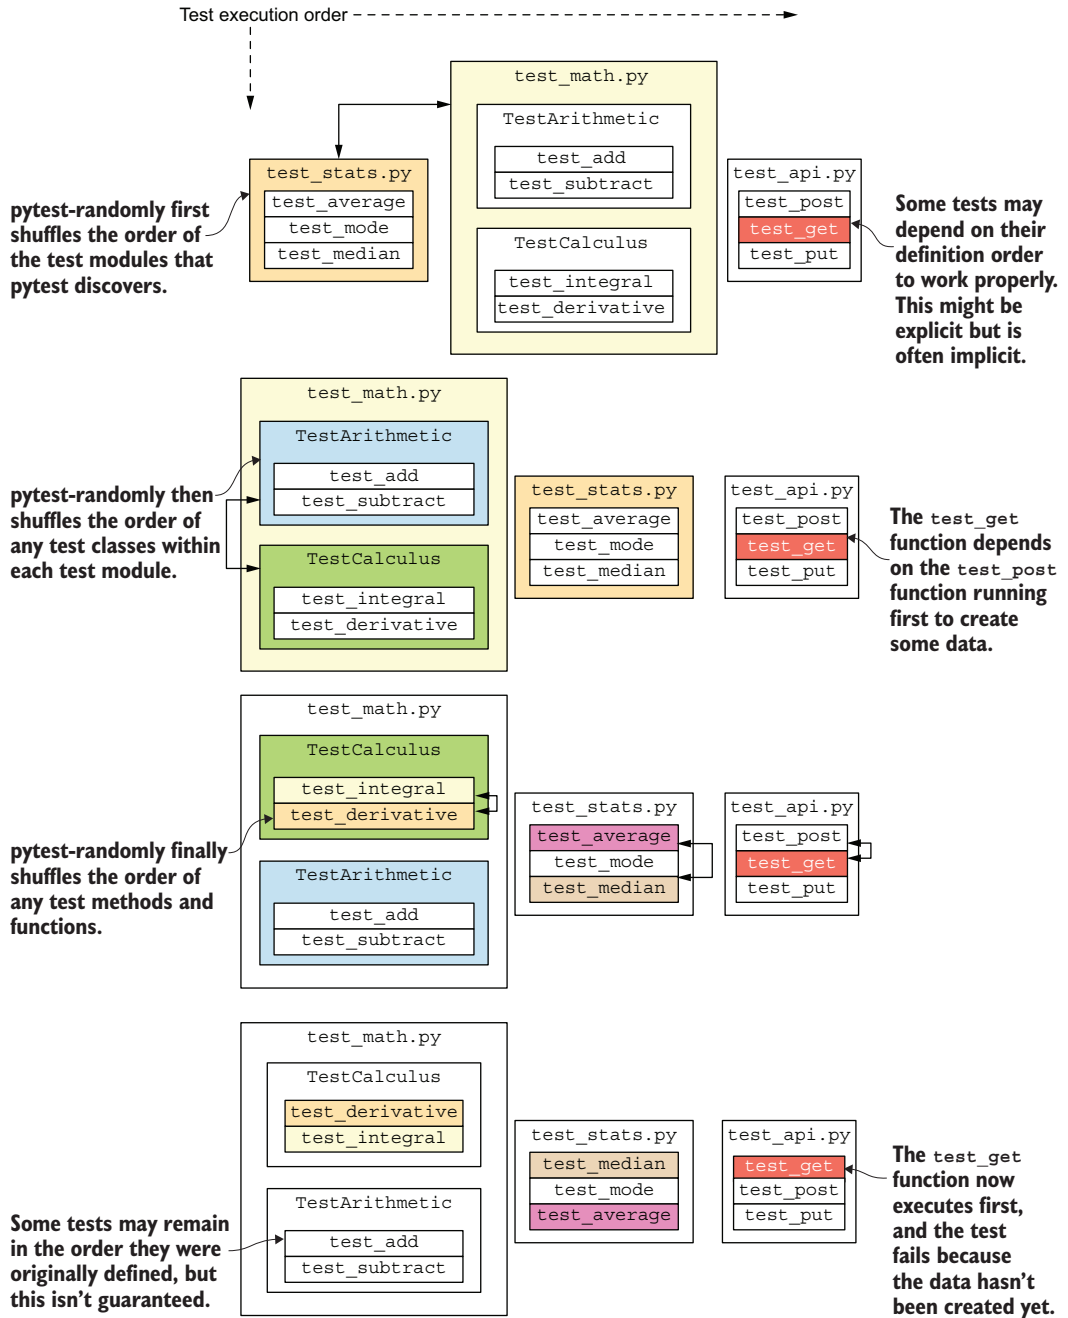 Test execution order
test_math.py
TestArithmetic
test_add
test_subtract
TestCalculus
test_integral
test_derivative
test_stats.py
test_average
test_mode
test_median
test_api.py
test_post
test_get
test_put
pytest-randomly first
shuffles the order of
the test modules that
pytest discovers.
Some tests may
depend on their
definition order
to work properly.
This might be
explicit but is
often implicit.
test_math.py
TestArithmetic
test_add
test_subtract
TestCalculus
test_integral
test_derivative
test_stats.py
test_average
test_mode
test_median
test_api.py
test_post
test_get
test_put
pytest-randomly then
shuffles the order of
any test classes within
each test module.
The test_get
function depends
on the test_post
function running
first to create
some data.
test_math.py
TestCalculus
test_integral
test_derivative
TestArithmetic
test_add
test_subtract
test_stats.py
test_average
test_mode
test_median
test_api.py
test_post
test_get
test_put
pytest-randomly finally
shuffles the order of
any test methods and
functions.
test_math.py
TestCalculus
test_derivative
test_integral
TestArithmetic
test_add
test_subtract
test_stats.py
test_median
test_mode
test_average
test_api.py
test_get
test_post
test_put
Some tests may remain
in the order they were
originally defined, but
this isn't guaranteed.
The test_get
function now
executes first,
and the test
fails because
the data hasn't
been created yet.